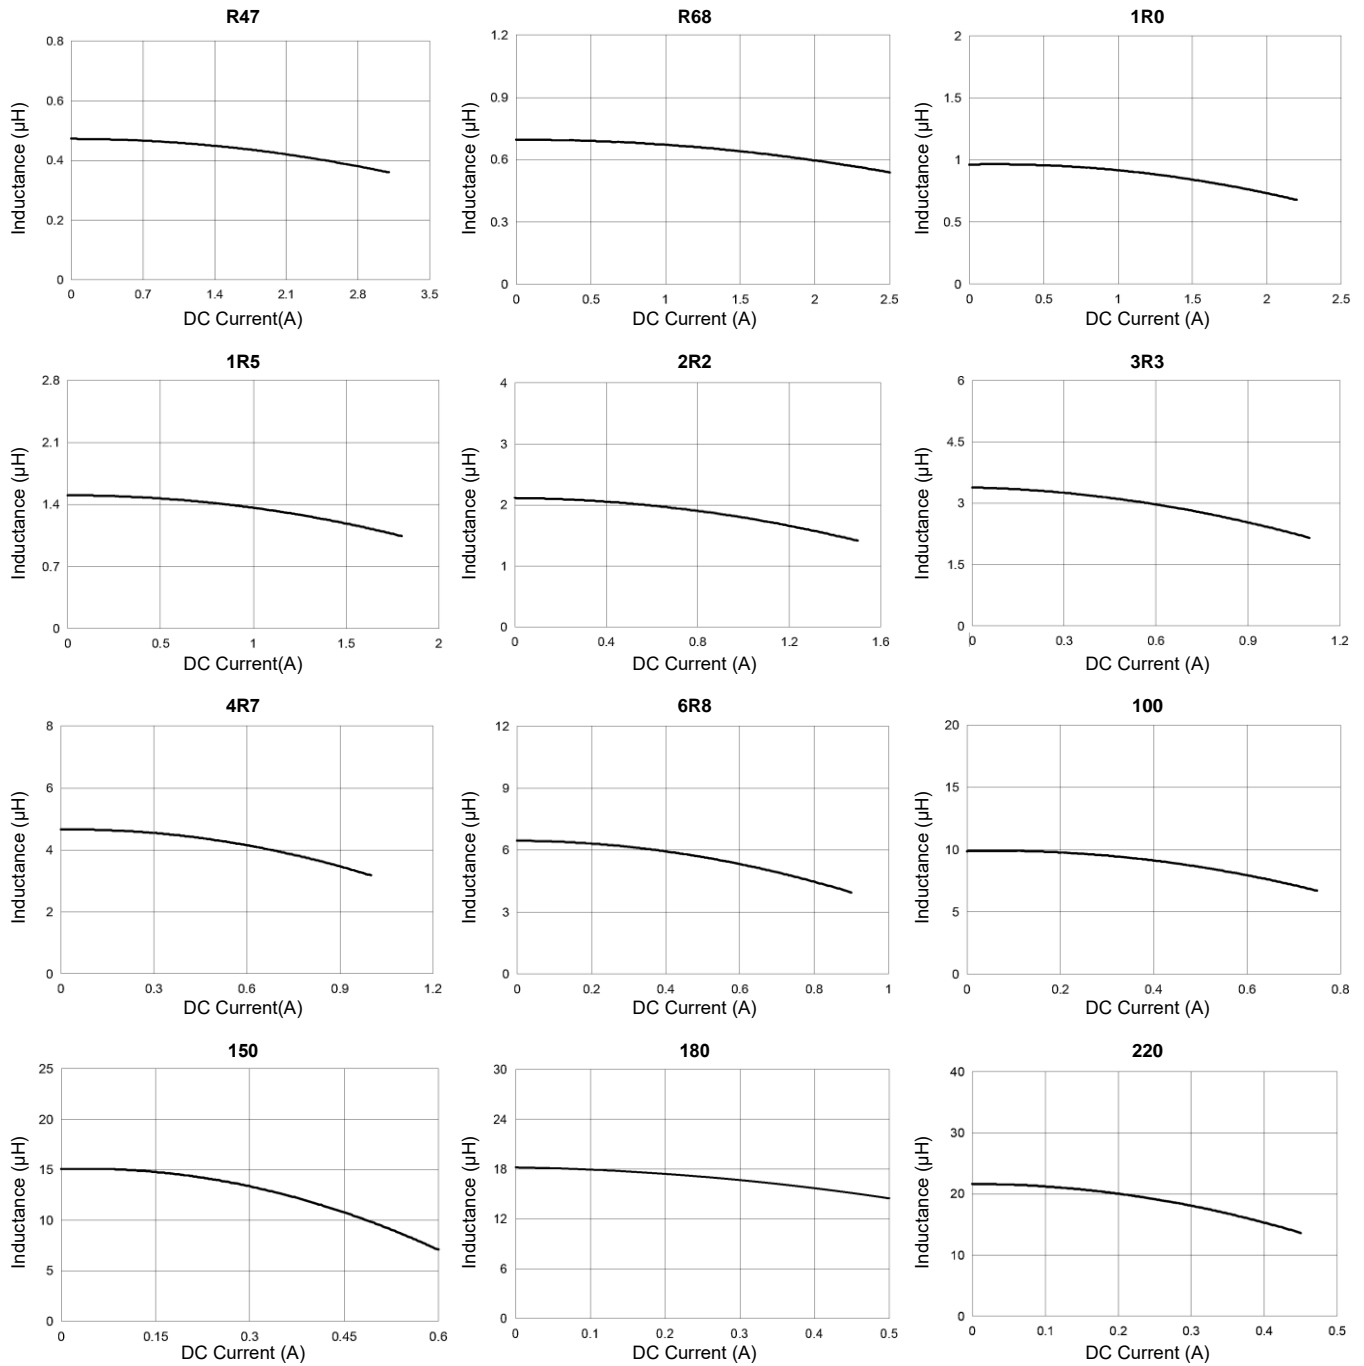 R47
0.8
0.6
0.4
0.2
0
0 0.7 1.4 2.1 2.8 3.5
Inductance (µH)
DC Current(A)
R68
1.2
0.9
0.6
0.3
0
0 0.5 1 1.5 2 2.5
Inductance (µH)
DC Current (A)
1R0
2
1.5
1
0.5
0
0 0.5 1 1.5 2 2.5
Inductance (µH)
DC Current (A)
1R5
2.8
2.1
1.4
0.7
0
0 0.5 1 1.5 2
Inductance (µH)
DC Current(A)
2R2
4
3
2
1
0
0 0.4 0.8 1.2 1.6
Inductance (µH)
DC Current (A)
3R3
6
4.5
3
1.5
0
0 0.3 0.6 0.9 1.2
Inductance (µH)
DC Current (A)
4R7
8
6
4
2
0
0 0.3 0.6 0.9 1.2
Inductance (µH)
DC Current(A)
6R8
12
9
6
3
0
0 0.2 0.4 0.6 0.8 1
Inductance (µH)
DC Current (A)
100
20
15
10
5
0
0 0.2 0.4 0.6 0.8
Inductance (µH)
DC Current (A)
150
25
20
15
10
5
0
0 0.15 0.3 0.45 0.6
Inductance (µH)
DC Current (A)
180
30
24
18
12
6
0
0 0.1 0.2 0.3 0.4 0.5
Inductance (µH)
DC Current (A)
220
40
30
20
10
0
0 0.1 0.2 0.3 0.4 0.5
Inductance (µH)
DC Current (A)